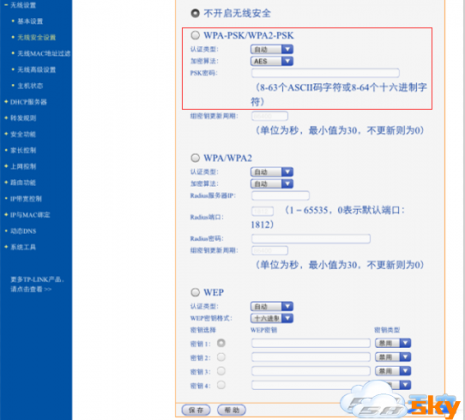 无线设置
• 基本设置
• 无线安全设置
• 无线MAC地址过滤
• 无线高级设置
• 主机状态
• DHCP服务器
• 转发规则
• 安全功能
• 家长控制
• 上网控制
• 路由功能
• IP带宽控制
• IP与MAC绑定
• 动态DNS
• 系统工具
更多TP-LINK产品，
请点击查看 >>
不开启无线安全
WPA-PSK/WPA2-PSK
认证类型： 自动
加密算法： AES
PSK密码：
（8-63个ASCII码字符或8-64个十六进制字
符）
组密钥更新周期：
（单位为秒，最小值为30，不更新则为0）
WPA/WPA2
认证类型： 自动
加密算法： 自动
Radius服务器IP：
Radius端口： （1－65535，0表示默认端口：
1812）
Radius密码：
组密钥更新周期：
（单位为秒，最小值为30，不更新则为0）
WEP
认证类型： 自动
WEP密钥格式： 十六进制
密钥选择 WEP密钥 密钥类型
密钥 1： 禁用
密钥 2： 禁用
密钥 3： 禁用
密钥 4： 禁用
保存 帮助
sky